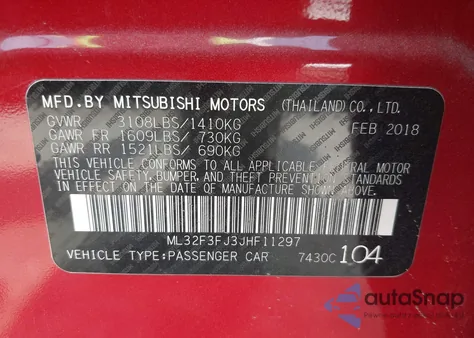 MFD.BY MITSUBISHI MOTORS (THAILAND) CO.,LTD.
GVWR 3108LBS/1410KG FEB 2018
GAWR FR 1609LBS/ 730KG
GAWR RR 1521LBS/ 690KG
THIS VEHICLE CONFORMS TO ALL APPLICABLE FEDERAL MOTOR
VEHICLE SAFETY, BUMPER, AND THEFT PREVENTION STANDARDS
IN EFFECT ON THE DATE OF MANUFACTURE SHOWN ABOVE.
ML32F3FJ3JHF11297
VEHICLE TYPE:PASSENGER CAR 7430C 104
autoSnap